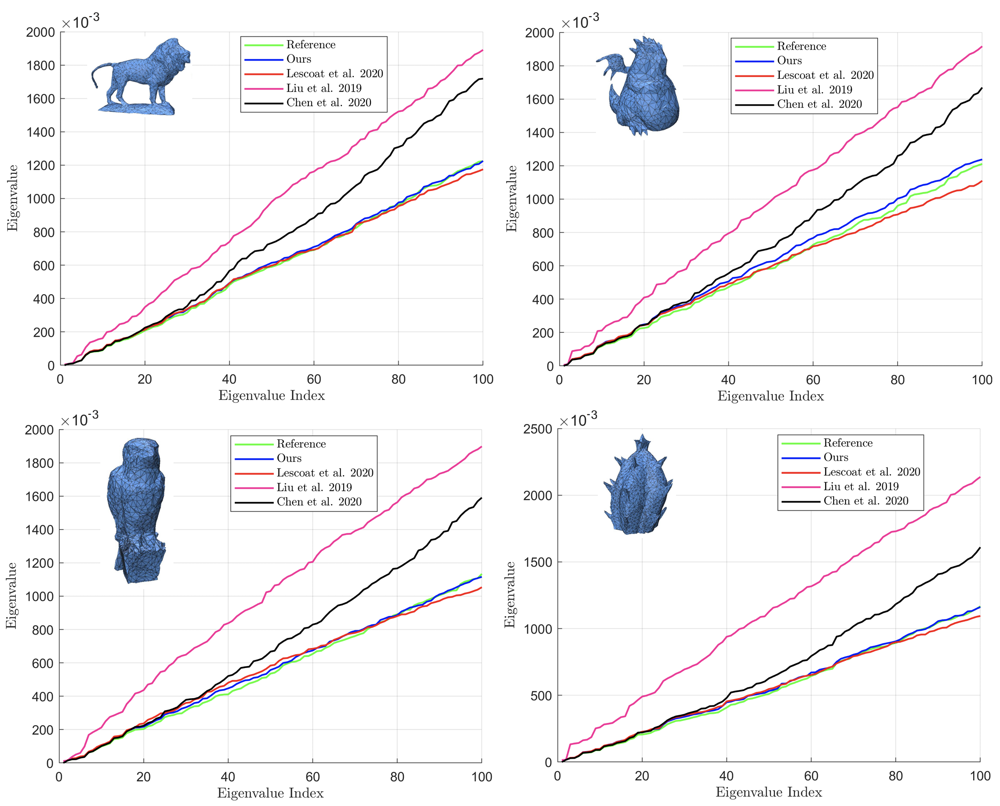 ×10-3
2000
1800
1600
1400
1200
1000
800
600
400
200
0
0 20 40 60 80 100
Eigenvalue
Eigenvalue Index
Reference
Ours
Lescoat et al. 2020
Liu et al. 2019
Chen et al. 2020
×10-3
2000
1800
1600
1400
1200
1000
800
600
400
200
0
0 20 40 60 80 100
Eigenvalue
Eigenvalue Index
Reference
Ours
Lescoat et al. 2020
Liu et al. 2019
Chen et al. 2020
×10-3
2000
1800
1600
1400
1200
1000
800
600
400
200
0
0 20 40 60 80 100
Eigenvalue
Eigenvalue Index
Reference
Ours
Lescoat et al. 2020
Liu et al. 2019
Chen et al. 2020
×10-3
2500
2000
1500
1000
500
0
0 20 40 60 80 100
Eigenvalue
Eigenvalue Index
Reference
Ours
Lescoat et al. 2020
Liu et al. 2019
Chen et al. 2020